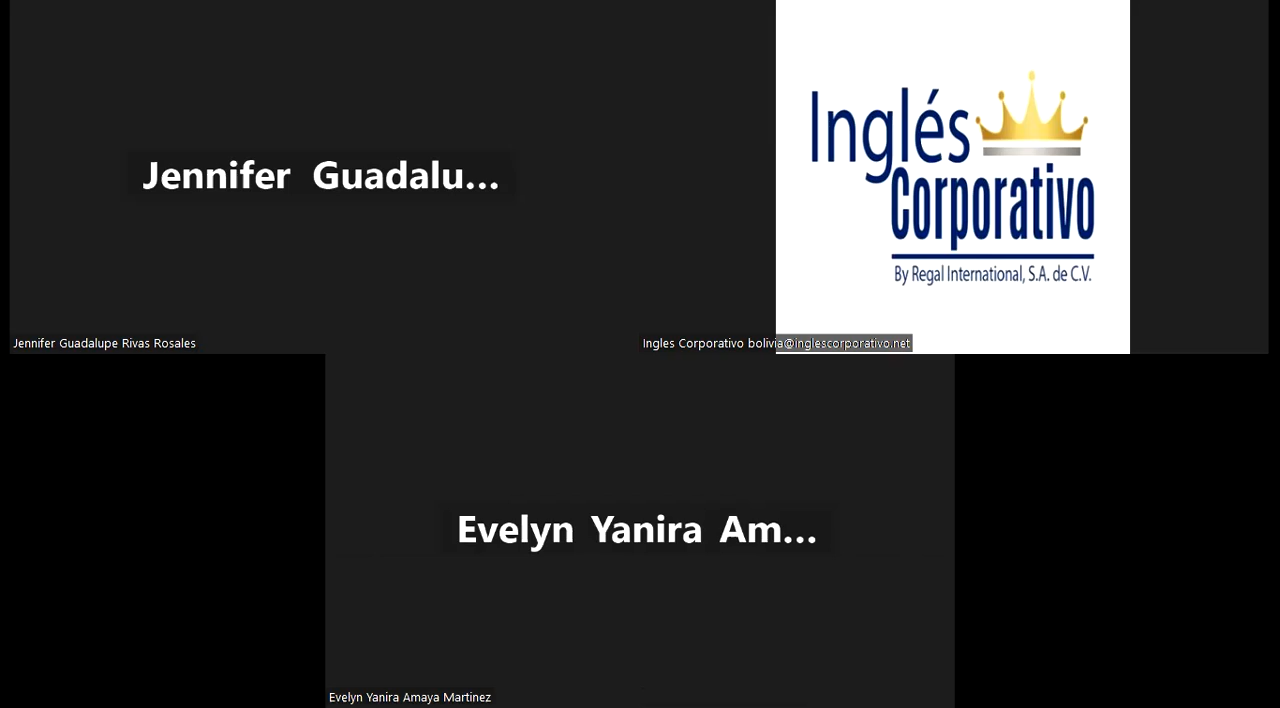 Jennifer Guadalu...
Jennifer Guadalupe Rivas Rosales
Inglés
Corporativo
By Regal International, S.A. de C.V.
Ingles Corporativo bolivia@inglescorporativo.net
Evelyn Yanira Am...
Evelyn Yanira Amaya Martinez